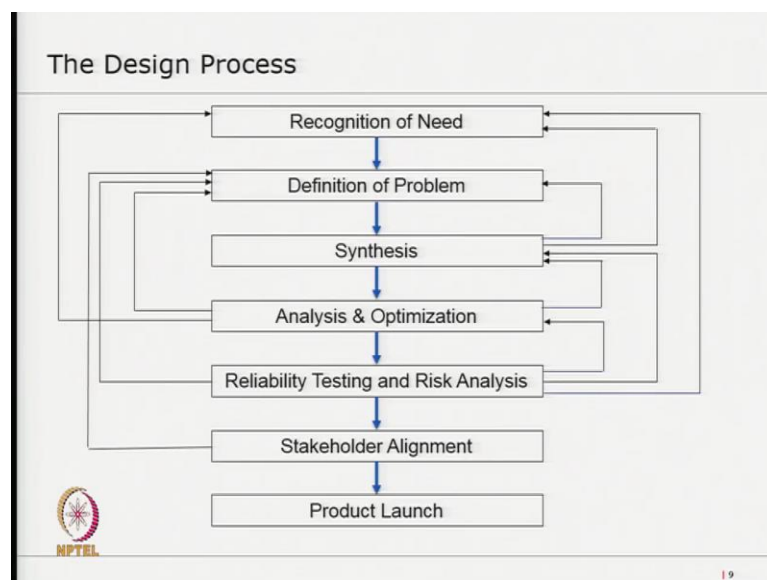 The Design Process
Recognition of Need
Definition of Problem
Synthesis
Analysis & Optimization
Reliability Testing and Risk Analysis
Stakeholder Alignment
Product Launch
NPTEL
| 9